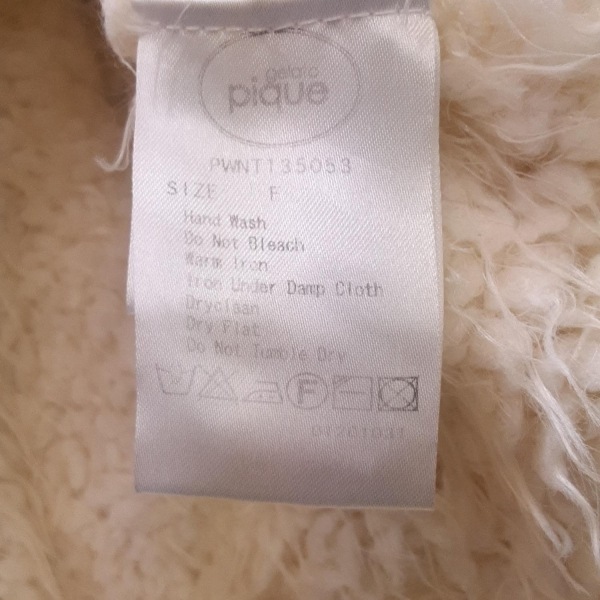 gelato
pique
PWNT135053
SIZE F
Hand Wash
Do Not Bleach
Warm Iron
Iron Under Damp Cloth
Dryclean
Dry Flat
Do Not Tumble Dry
F